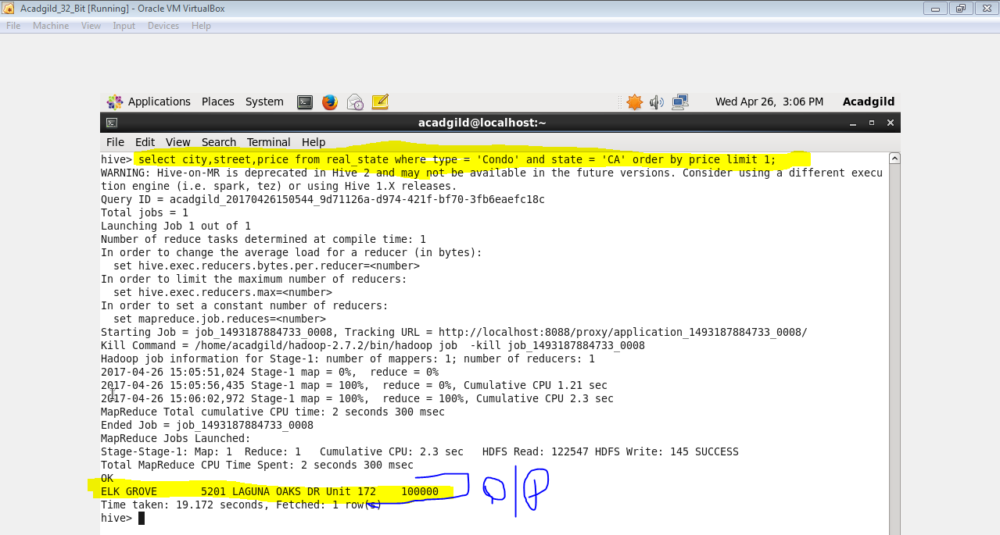 Acadgild_32_Bit [Running] - Oracle VM VirtualBox
File Machine View Input Devices Help
Applications Places System Wed Apr 26, 3:06 PM Acadgild
acadgild@localhost:~
File Edit View Search Terminal Help
hive> select city,street,price from real_state where type = 'Condo' and state = 'CA' order by price limit 1;
WARNING: Hive-on-MR is deprecated in Hive 2 and may not be available in the future versions. Consider using a different execu
tion engine (i.e. spark, tez) or using Hive 1.X releases.
Query ID = acadgild_20170426150544_9d71126a-d974-421f-bf70-3fb6eaefc18c
Total jobs = 1
Launching Job 1 out of 1
Number of reduce tasks determined at compile time: 1
In order to change the average load for a reducer (in bytes):
  set hive.exec.reducers.bytes.per.reducer=<number>
In order to limit the maximum number of reducers:
  set hive.exec.reducers.max=<number>
In order to set a constant number of reducers:
  set mapreduce.job.reduces=<number>
Starting Job = job_1493187884733_0008, Tracking URL = http://localhost:8088/proxy/application_1493187884733_0008/
Kill Command = /home/acadgild/hadoop-2.7.2/bin/hadoop job  -kill job_1493187884733_0008
Hadoop job information for Stage-1: number of mappers: 1; number of reducers: 1
2017-04-26 15:05:51,024 Stage-1 map = 0%,  reduce = 0%
2017-04-26 15:05:56,435 Stage-1 map = 100%,  reduce = 0%, Cumulative CPU 1.21 sec
2017-04-26 15:06:02,972 Stage-1 map = 100%,  reduce = 100%, Cumulative CPU 2.3 sec
MapReduce Total cumulative CPU time: 2 seconds 300 msec
Ended Job = job_1493187884733_0008
MapReduce Jobs Launched:
Stage-Stage-1: Map: 1  Reduce: 1   Cumulative CPU: 2.3 sec   HDFS Read: 122547 HDFS Write: 145 SUCCESS
Total MapReduce CPU Time Spent: 2 seconds 300 msec
OK
ELK GROVE       5201 LAGUNA OAKS DR Unit 172    100000 O/P
Time taken: 19.172 seconds, Fetched: 1 row(s)
hive>